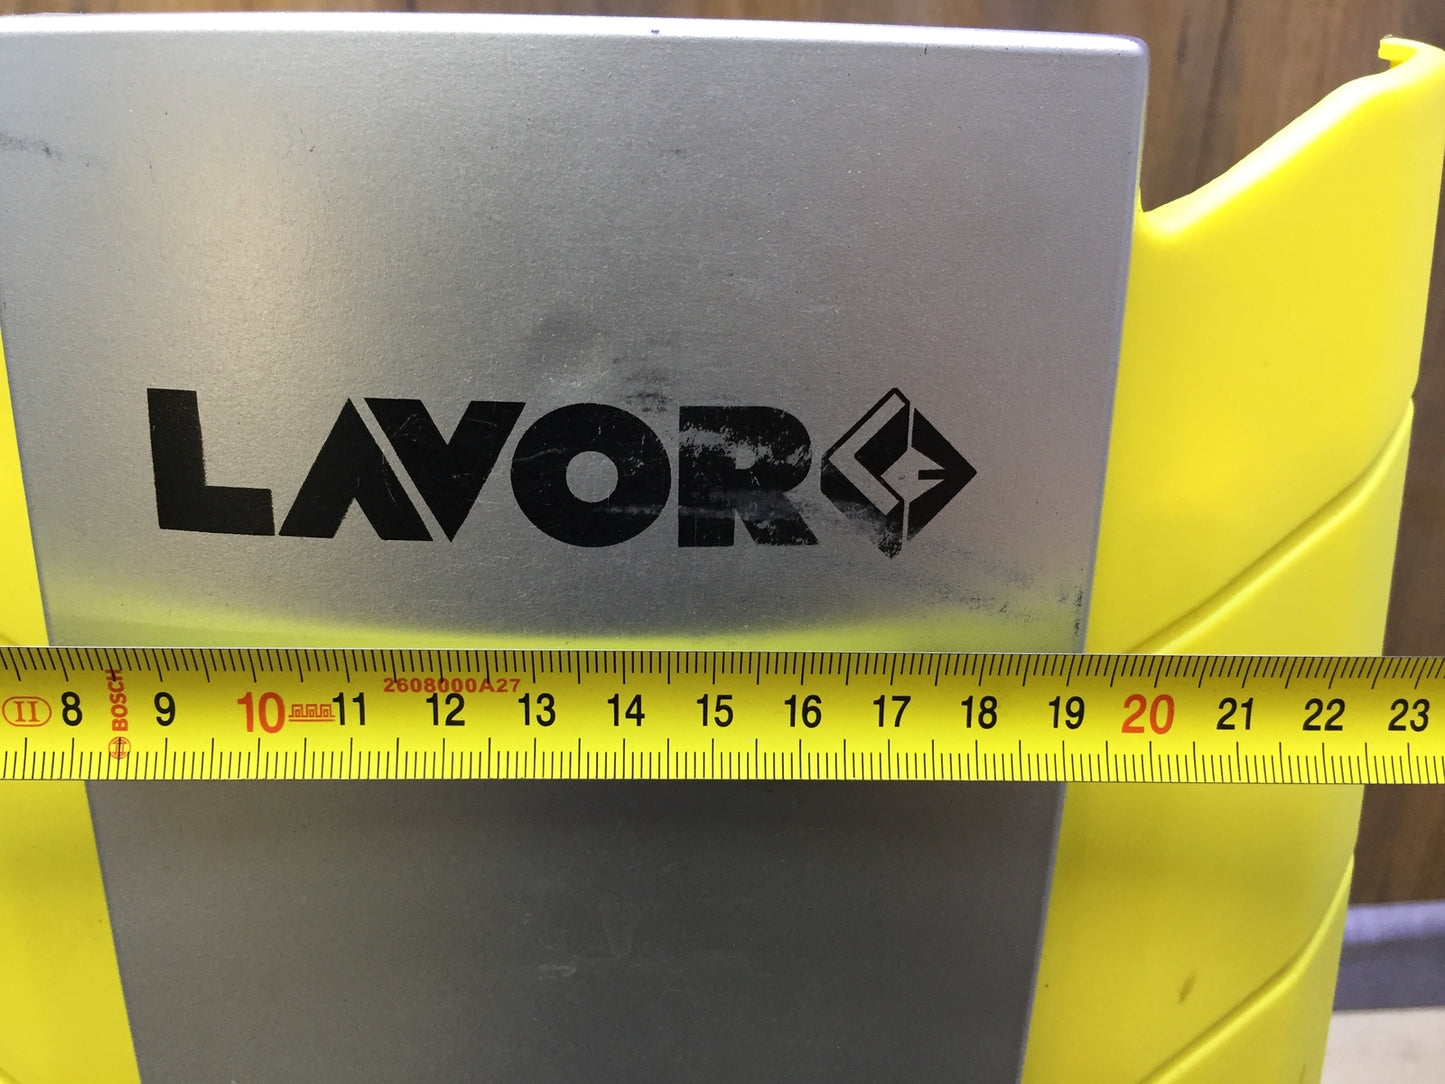 LAVOR
2608000A27
II 8 BOSCH 9 10 11 12 13 14 15 16 17 18 19 20 21 22 23